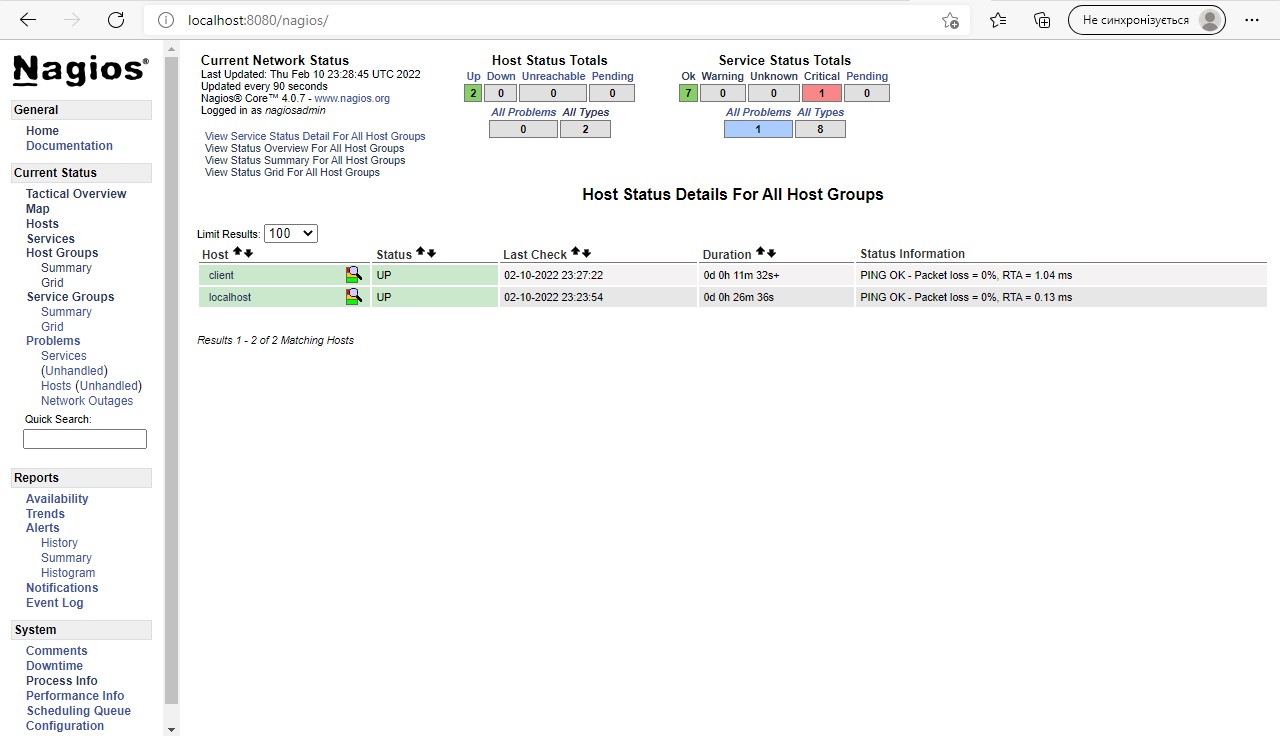 localhost:8080/nagios/
Не синхронізується
Nagios®
General
Home
Documentation
Current Status
Tactical Overview
Map
Hosts
Services
Host Groups
Summary
Grid
Service Groups
Summary
Grid
Problems
Services
(Unhandled)
Hosts (Unhandled)
Network Outages
Quick Search:
Reports
Availability
Trends
Alerts
History
Summary
Histogram
Notifications
Event Log
System
Comments
Downtime
Process Info
Performance Info
Scheduling Queue
Configuration
Current Network Status
Last Updated: Thu Feb 10 23:28:45 UTC 2022
Updated every 90 seconds
Nagios® Core™ 4.0.7 - www.nagios.org
Logged in as nagiosadmin
View Service Status Detail For All Host Groups
View Status Overview For All Host Groups
View Status Summary For All Host Groups
View Status Grid For All Host Groups
Host Status Totals
Up Down Unreachable Pending
2 0 0 0
All Problems All Types
0 2
Service Status Totals
Ok Warning Unknown Critical Pending
7 0 0 1 0
All Problems All Types
1 8
Host Status Details For All Host Groups
Limit Results: 100
Host Status Last Check Duration Status Information
client UP 02-10-2022 23:27:22 0d 0h 11m 32s+ PING OK - Packet loss = 0%, RTA = 1.04 ms
localhost UP 02-10-2022 23:23:54 0d 0h 26m 36s PING OK - Packet loss = 0%, RTA = 0.13 ms
Results 1 - 2 of 2 Matching Hosts